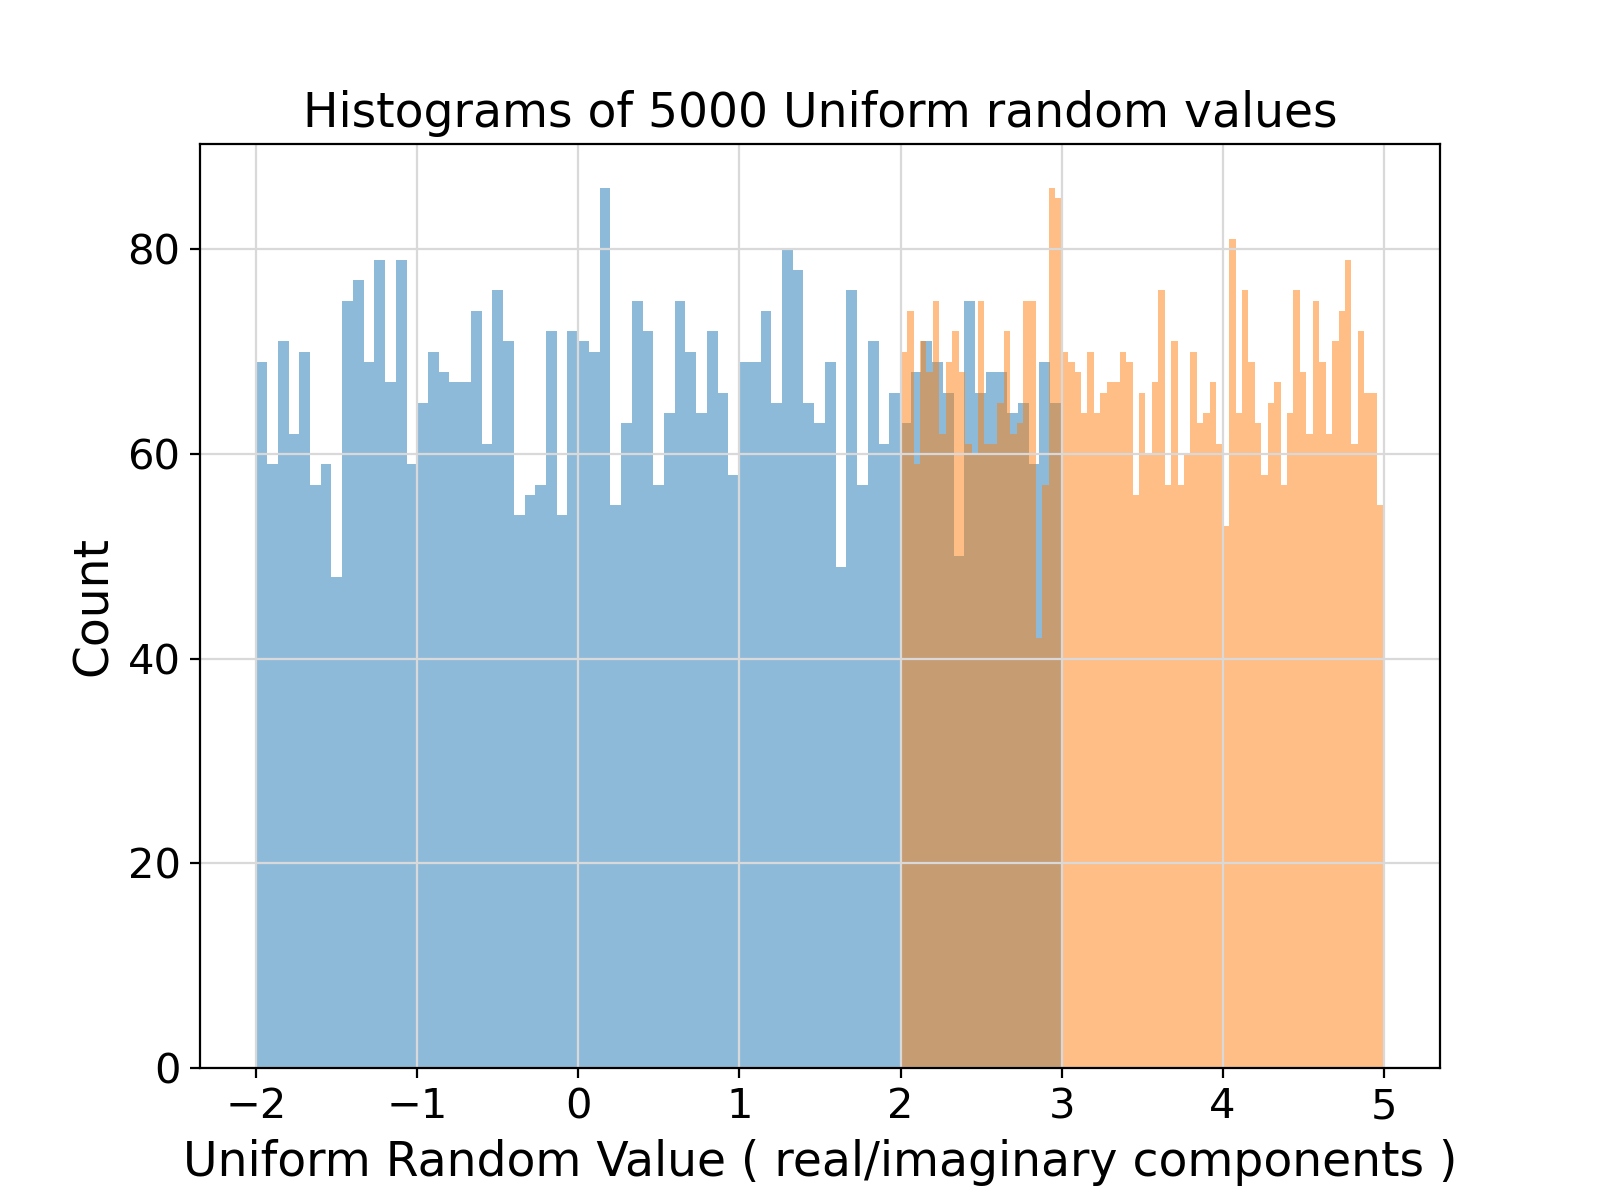 Histograms of 5000 Uniform random values
80
60
40
20
0
Count
−2 −1 0 1 2 3 4 5
Uniform Random Value ( real/imaginary components )